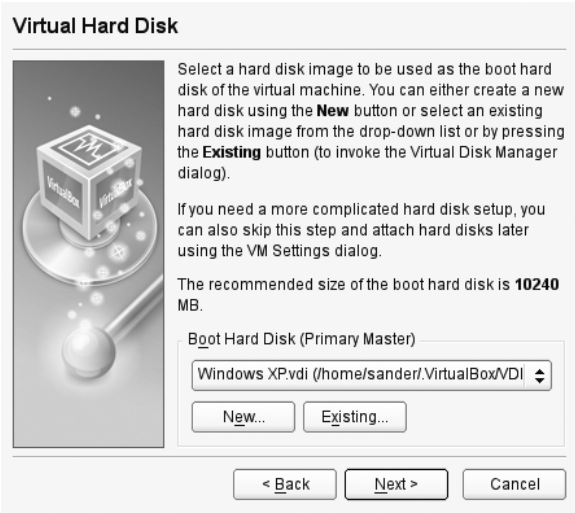 Virtual Hard Disk
Select a hard disk image to be used as the boot hard
disk of the virtual machine. You can either create a new
hard disk using the New button or select an existing
hard disk image from the drop-down list or by pressing
the Existing button (to invoke the Virtual Disk Manager
dialog).
If you need a more complicated hard disk setup, you
can also skip this step and attach hard disks later
using the VM Settings dialog.
The recommended size of the boot hard disk is 10240
MB.
VirtualBox VirtualBox
Boot Hard Disk (Primary Master)
Windows XP.vdi (/home/sander/.VirtualBox/VDI
New... Existing...
< Back Next > Cancel